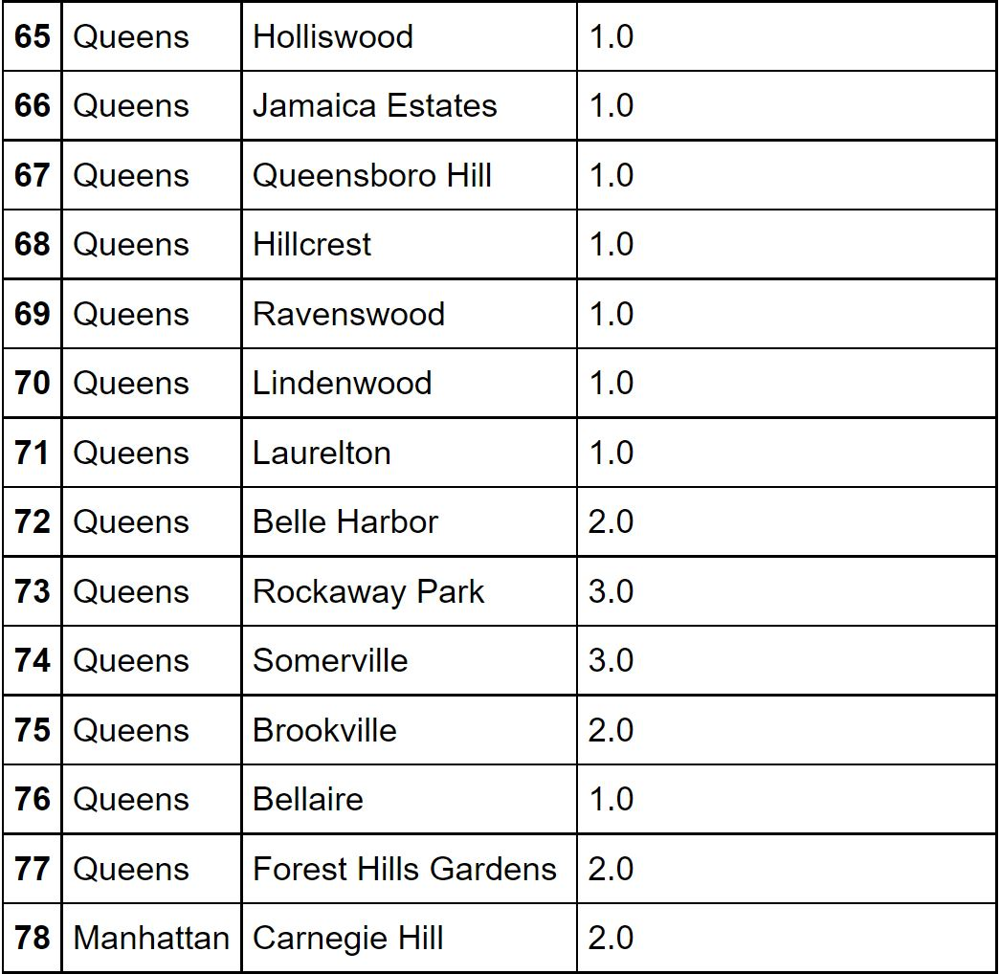 65 Queens Holliswood 1.0
66 Queens Jamaica Estates 1.0
67 Queens Queensboro Hill 1.0
68 Queens Hillcrest 1.0
69 Queens Ravenswood 1.0
70 Queens Lindenwood 1.0
71 Queens Laurelton 1.0
72 Queens Belle Harbor 2.0
73 Queens Rockaway Park 3.0
74 Queens Somerville 3.0
75 Queens Brookville 2.0
76 Queens Bellaire 1.0
77 Queens Forest Hills Gardens 2.0
78 Manhattan Carnegie Hill 2.0